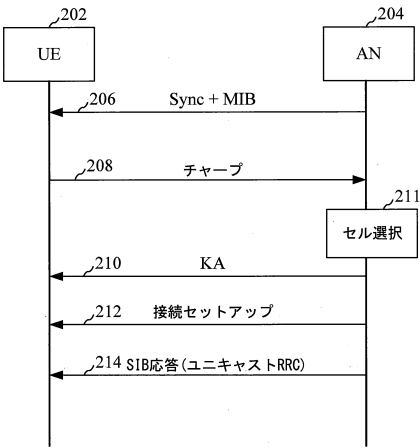 202
204
UE
AN
206
Sync + MIB
208
チャープ
211
セル選択
210
KA
212
接続セットアップ
214
SIB応答(ユニキャストRRC)